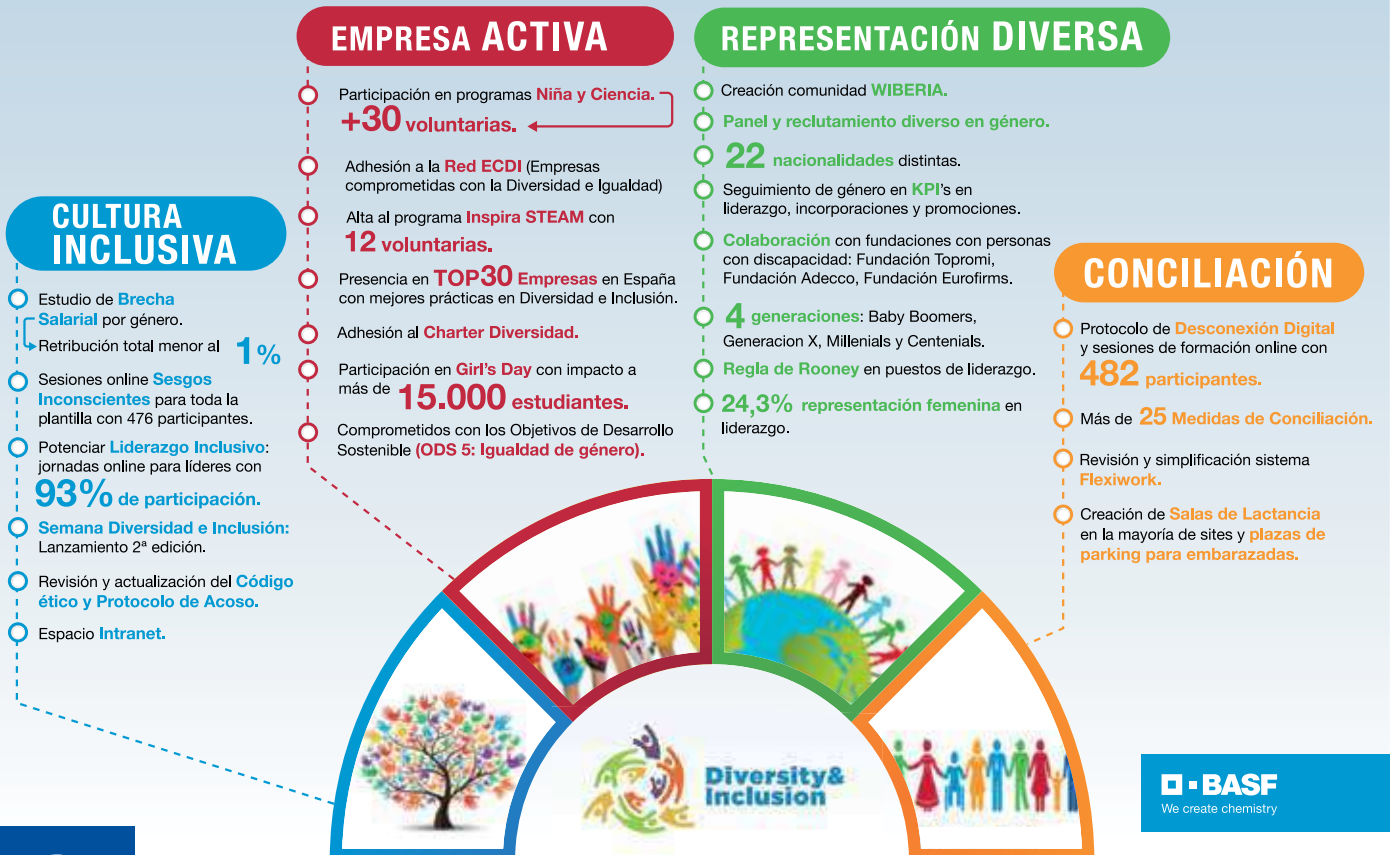 CULTURA
INCLUSIVA
Estudio de Brecha
Salarial por género.
Retribución total menor al 1%
Sesiones online Sesgos
Inconscientes para toda la
plantilla con 476 participantes.
Potenciar Liderazgo Inclusivo:
jornadas online para líderes con
93% de participación.
Semana Diversidad e Inclusión:
Lanzamiento 2ª edición.
Revisión y actualización del Código
ético y Protocolo de Acoso.
Espacio Intranet.
EMPRESA ACTIVA
Participación en programas Niña y Ciencia.
+30 voluntarias.
Adhesión a la Red ECDI (Empresas
comprometidas con la Diversidad e Igualdad)
Alta al programa Inspira STEAM con
12 voluntarias.
Presencia en TOP30 Empresas en España
con mejores prácticas en Diversidad e Inclusión.
Adhesión al Charter Diversidad.
Participación en Girl's Day con impacto a
más de 15.000 estudiantes.
Comprometidos con los Objetivos de Desarrollo
Sostenible (ODS 5: Igualdad de género).
REPRESENTACIÓN DIVERSA
Creación comunidad WIBERIA.
Panel y reclutamiento diverso en género.
22 nacionalidades distintas.
Seguimiento de género en KPI's en
liderazgo, incorporaciones y promociones.
Colaboración con fundaciones con personas
con discapacidad: Fundación Topromi,
Fundación Adecco, Fundación Eurofirms.
4 generaciones: Baby Boomers,
Generacion X, Millenials y Centenials.
Regla de Rooney en puestos de liderazgo.
24,3% representación femenina en
liderazgo.
CONCILIACIÓN
Protocolo de Desconexión Digital
y sesiones de formación online con
482 participantes.
Más de 25 Medidas de Conciliación.
Revisión y simplificación sistema
Flexiwork.
Creación de Salas de Lactancia
en la mayoría de sites y plazas de
parking para embarazadas.
Diversity&
Inclusion
BASF
We create chemistry